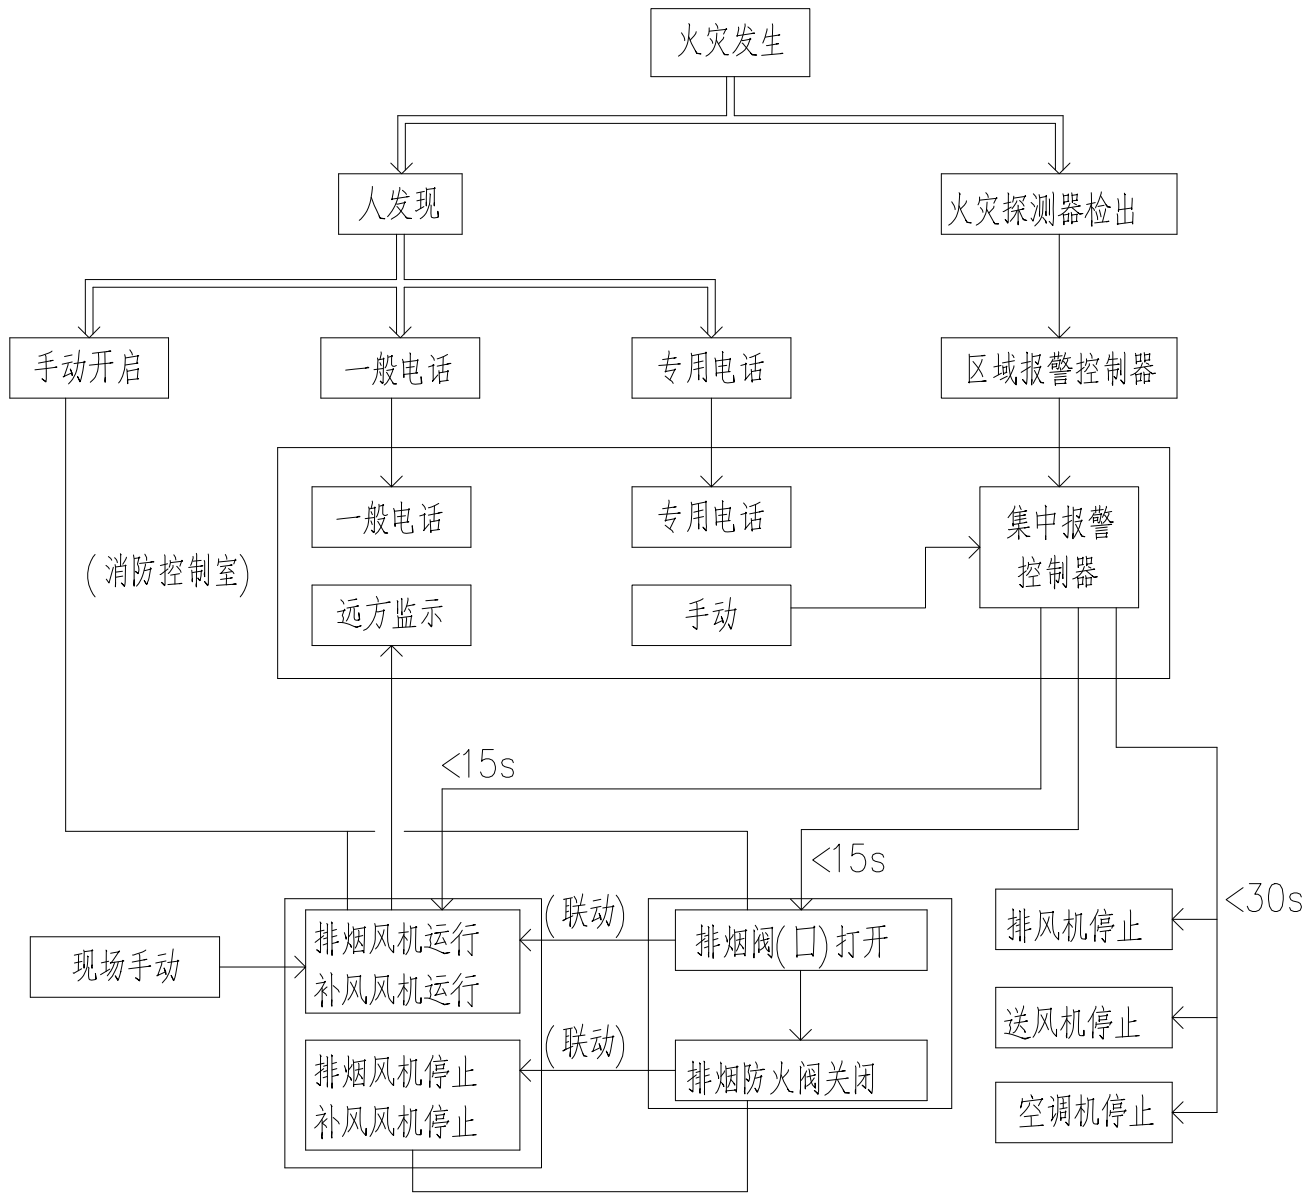 火灾发生
人发现
火灾探测器检出
手动开启
一般电话
专用电话
区域报警控制器
一般电话
专用电话
集中报警
控制器
(消防控制室)
远方监示
手动
<15s
<15s
<30s
(联动)
排烟风机运行
补风风机运行
排烟阀(口)打开
排风机停止
现场手动
送风机停止
(联动)
排烟风机停止
补风风机停止
排烟防火阀关闭
空调机停止